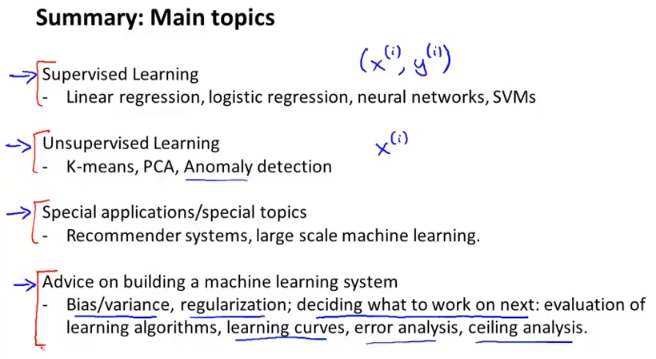 Summary: Main topics
(x^(i), y^(i))
Supervised Learning
- Linear regression, logistic regression, neural networks, SVMs
Unsupervised Learning
x^(i)
- K-means, PCA, Anomaly detection
Special applications/special topics
- Recommender systems, large scale machine learning.
Advice on building a machine learning system
- Bias/variance, regularization; deciding what to work on next: evaluation of
learning algorithms, learning curves, error analysis, ceiling analysis.